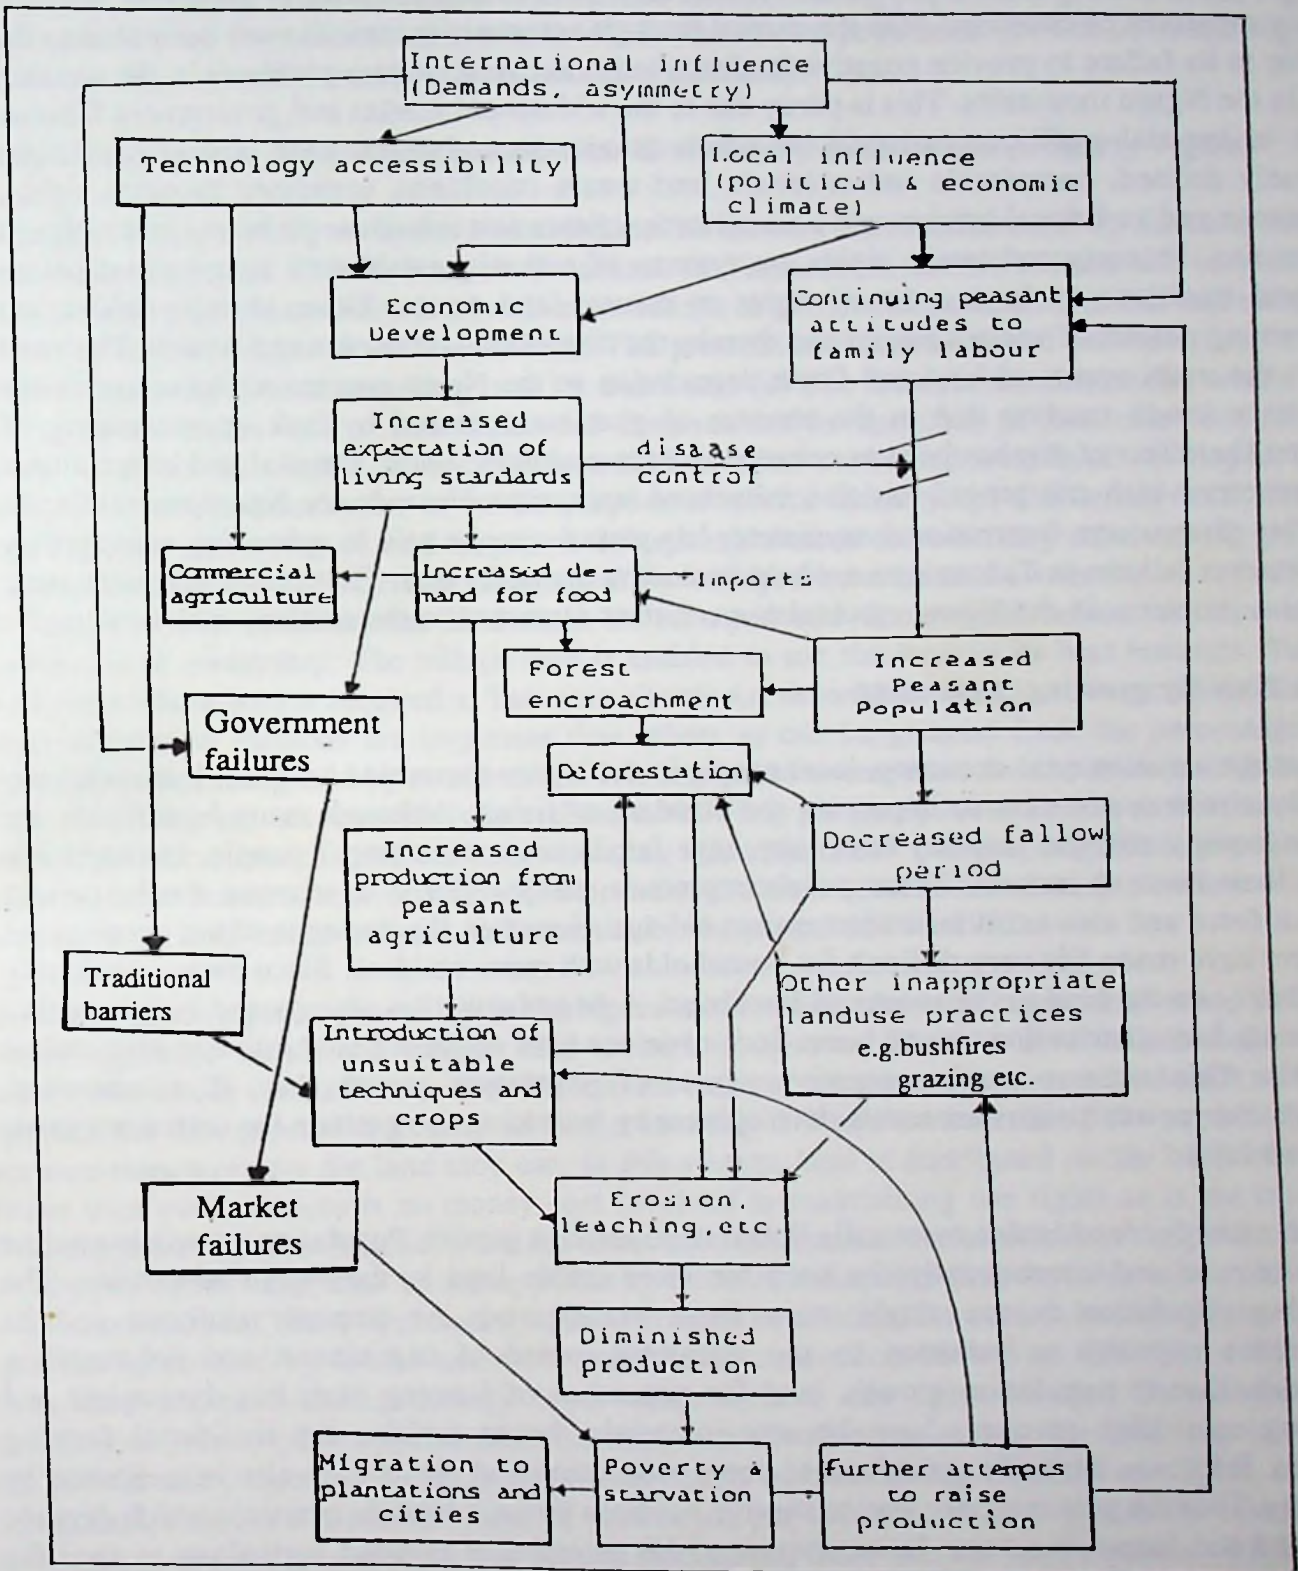 International influence
(Demands, asymmetry)
Technology accessibility
Local influence
(political & economic
climate)
Economic
Development
Continuing peasant
attitudes to
family labour
Increased
expectation of
living standards
disease
control
Commercial
agriculture
Increased de-
mand for food
Imports
Forest
encroachment
Increased
Peasant
Population
Government
failures
Deforestation
Increased
production from
peasant
agriculture
Decreased fallow
period
Traditional
barriers
Other inappropriate
landuse practices
e.g.bushfires
grazing etc.
Introduction of
unsuitable
techniques and
crops
Market
failures
Erosion,
leaching, etc
Diminished
production
Migration to
plantations and
cities
Poverty &
starvation
Further attempts
to raise
production